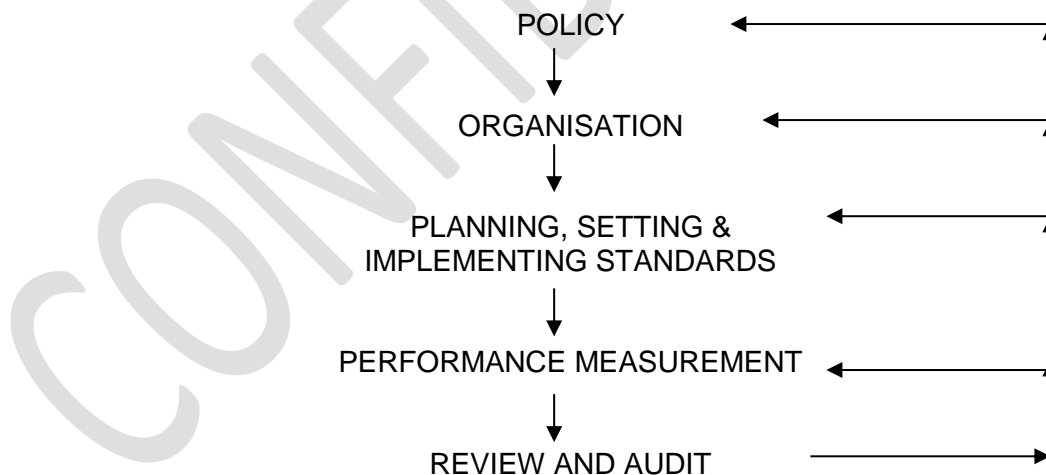 POLICY
ORGANISATION
PLANNING, SETTING &
IMPLEMENTING STANDARDS
PERFORMANCE MEASUREMENT
REVIEW AND AUDIT